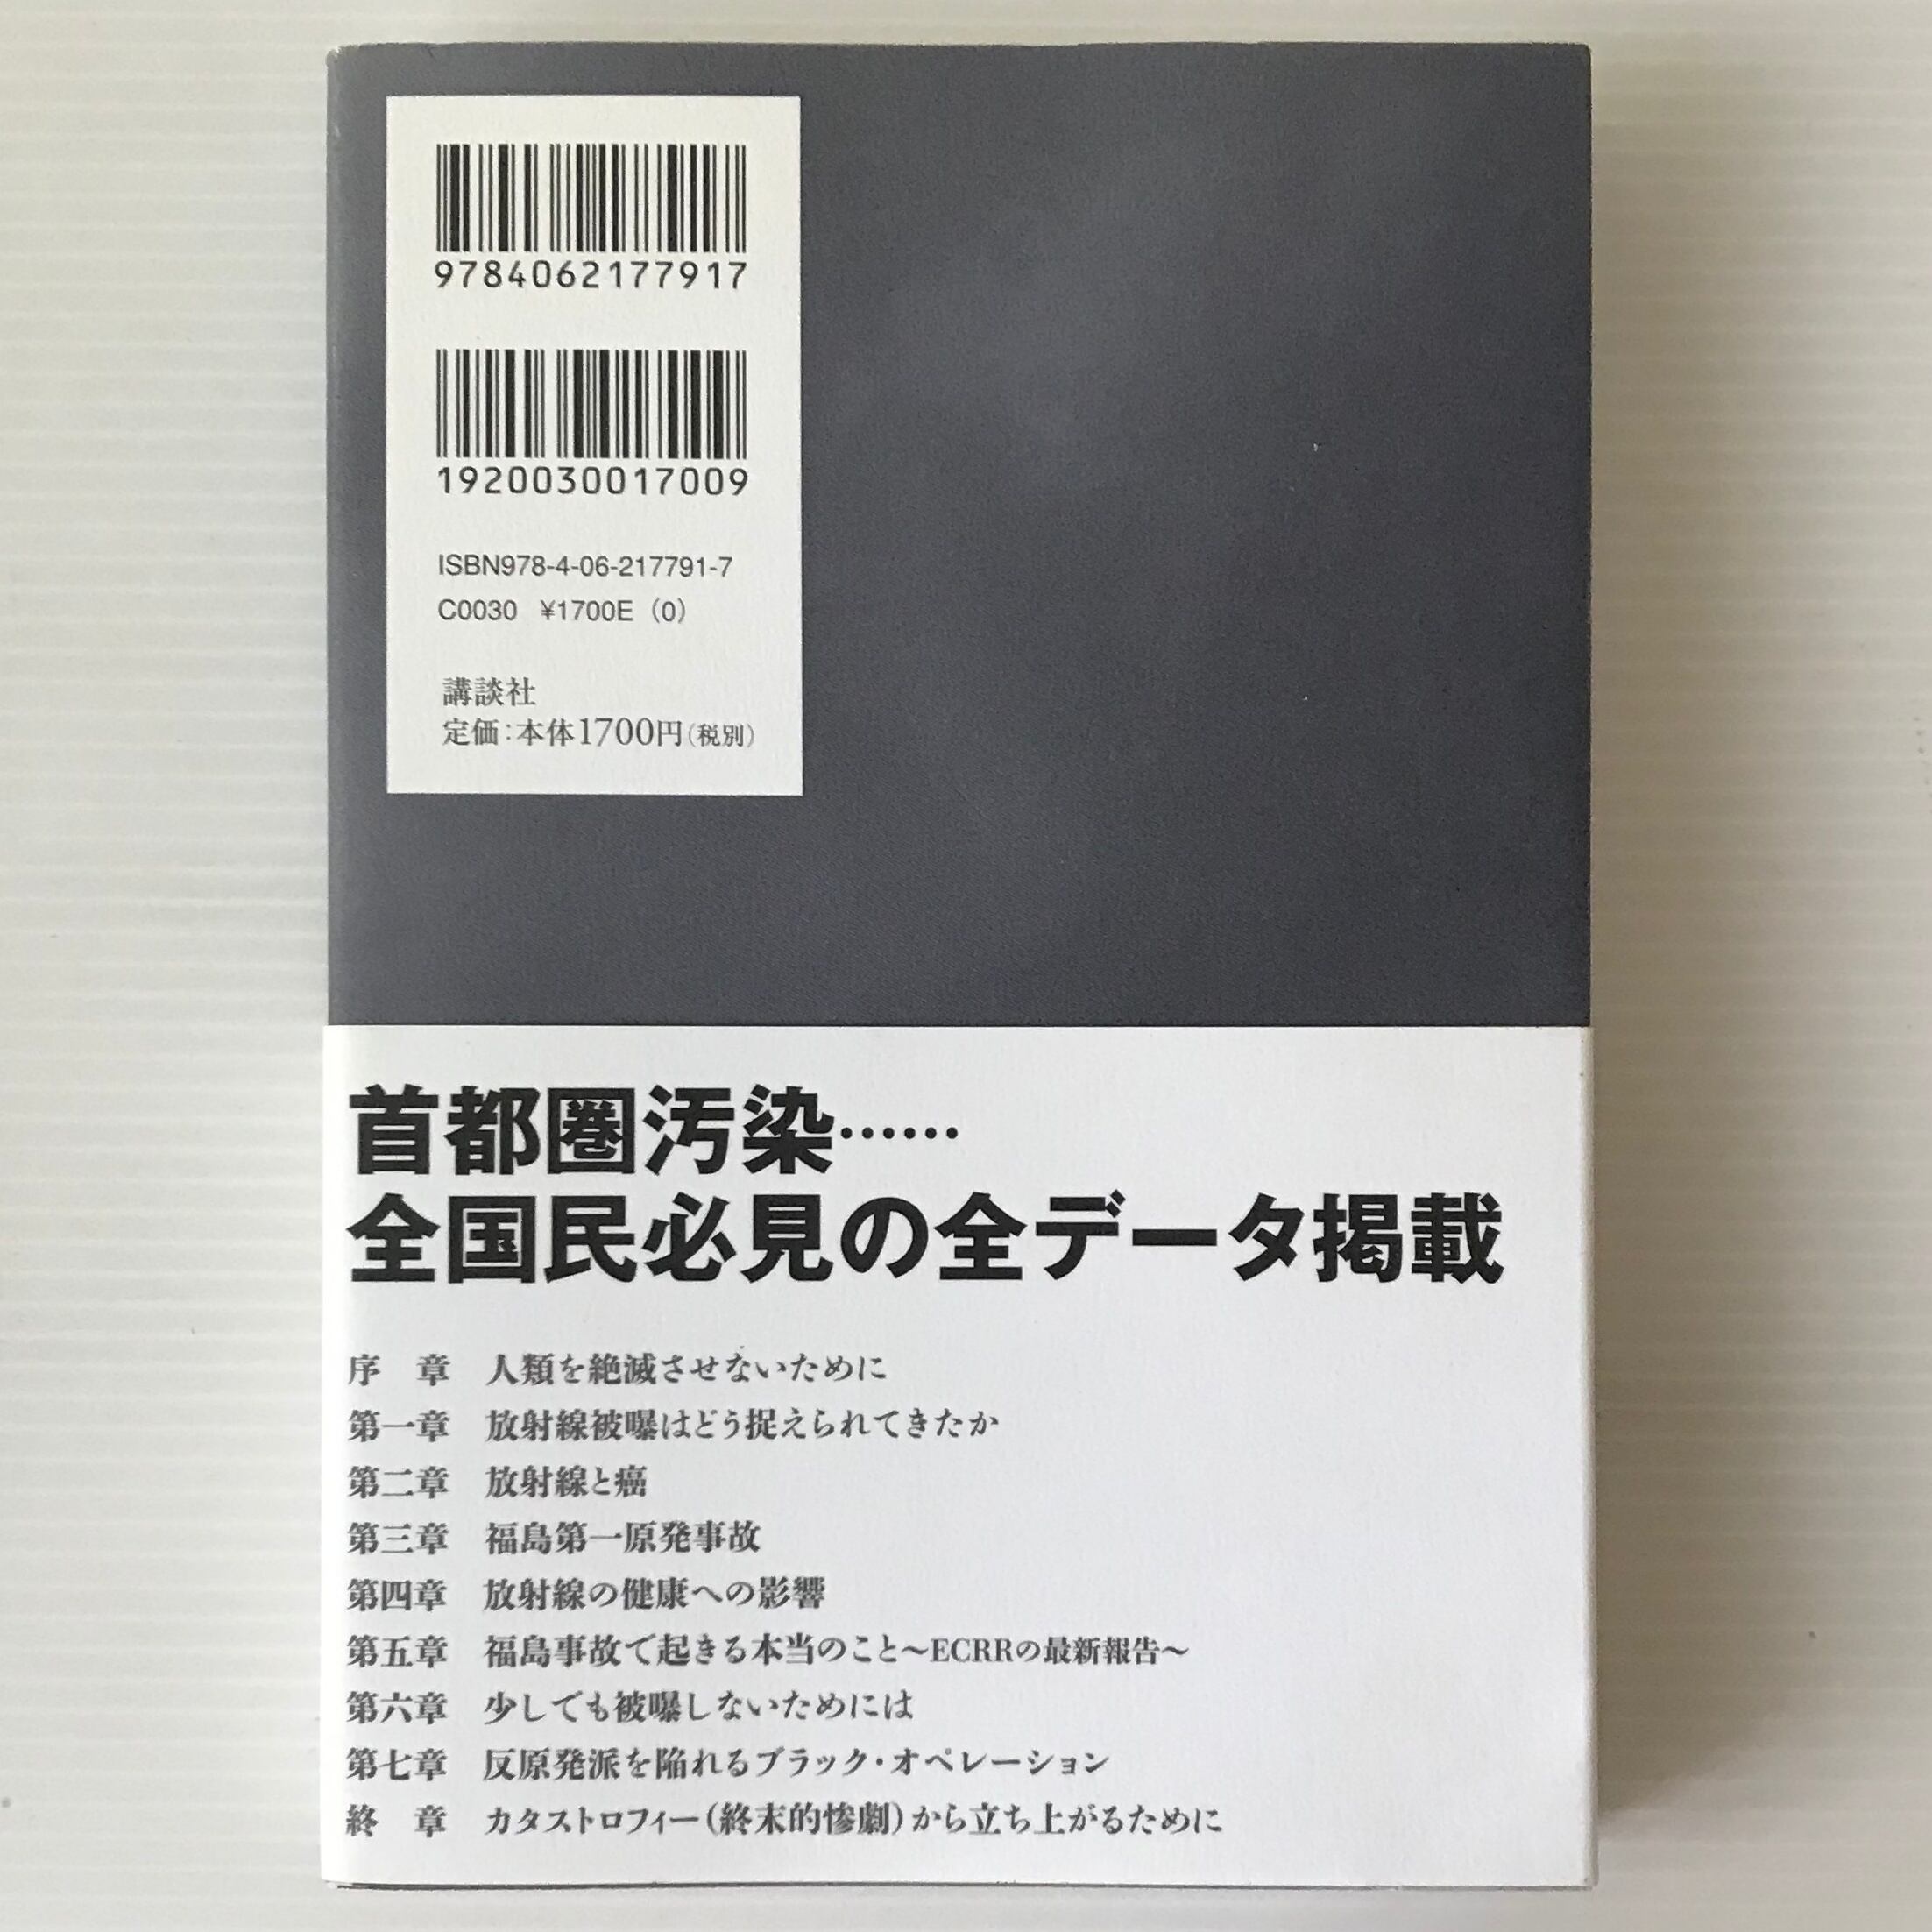 9784062177917
1920030017009
ISBN978-4-06-217791-7
C0030 ¥1700E (0)
講談社
定価:本体1700円(税別)
首都圏汚染……
全国民必見の全データ掲載
序　章　人類を絶滅させないために
第一章　放射線被曝はどう捉えられてきたか
第二章　放射線と癌
第三章　福島第一原発事故
第四章　放射線の健康への影響
第五章　福島事故で起きる本当のこと〜ECRRの最新報告〜
第六章　少しでも被曝しないためには
第七章　反原発派を陥れるブラック・オペレーション
終　章　カタストロフィー(終末的惨劇)から立ち上がるために